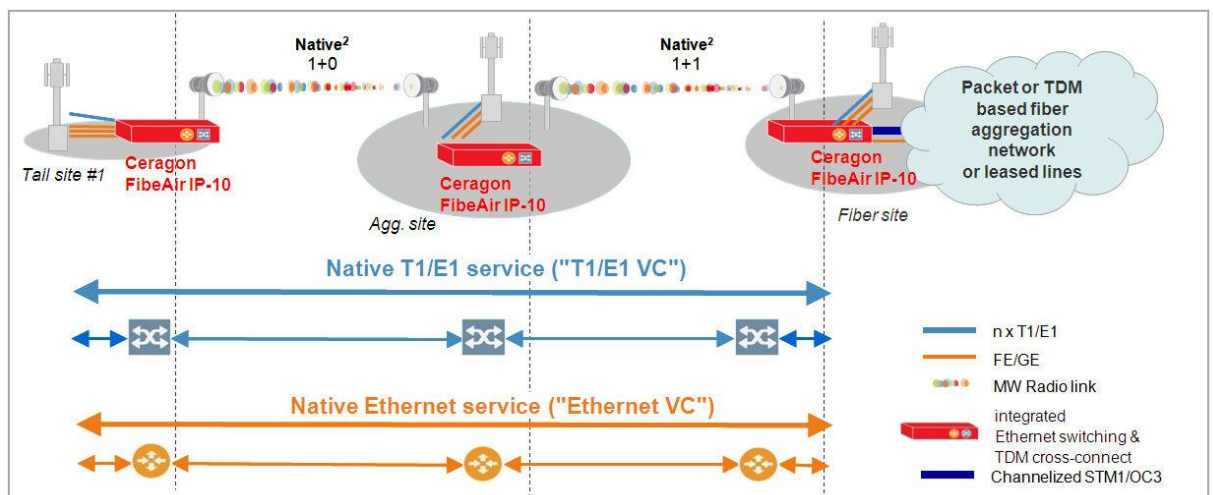 Native²
1+0
Native²
1+1
Packet or TDM
based fiber
aggregation
network
or leased lines
Tail site #1
Ceragon
FibeAir IP-10
Ceragon
FibeAir IP-10
Ceragon
FibeAir IP-10
Agg. site
Fiber site
Native T1/E1 service ("T1/E1 VC")
n x T1/E1
FE/GE
MW Radio link
integrated
Ethernet switching &
TDM cross-connect
Channelized STM1/OC3
Native Ethernet service ("Ethernet VC")